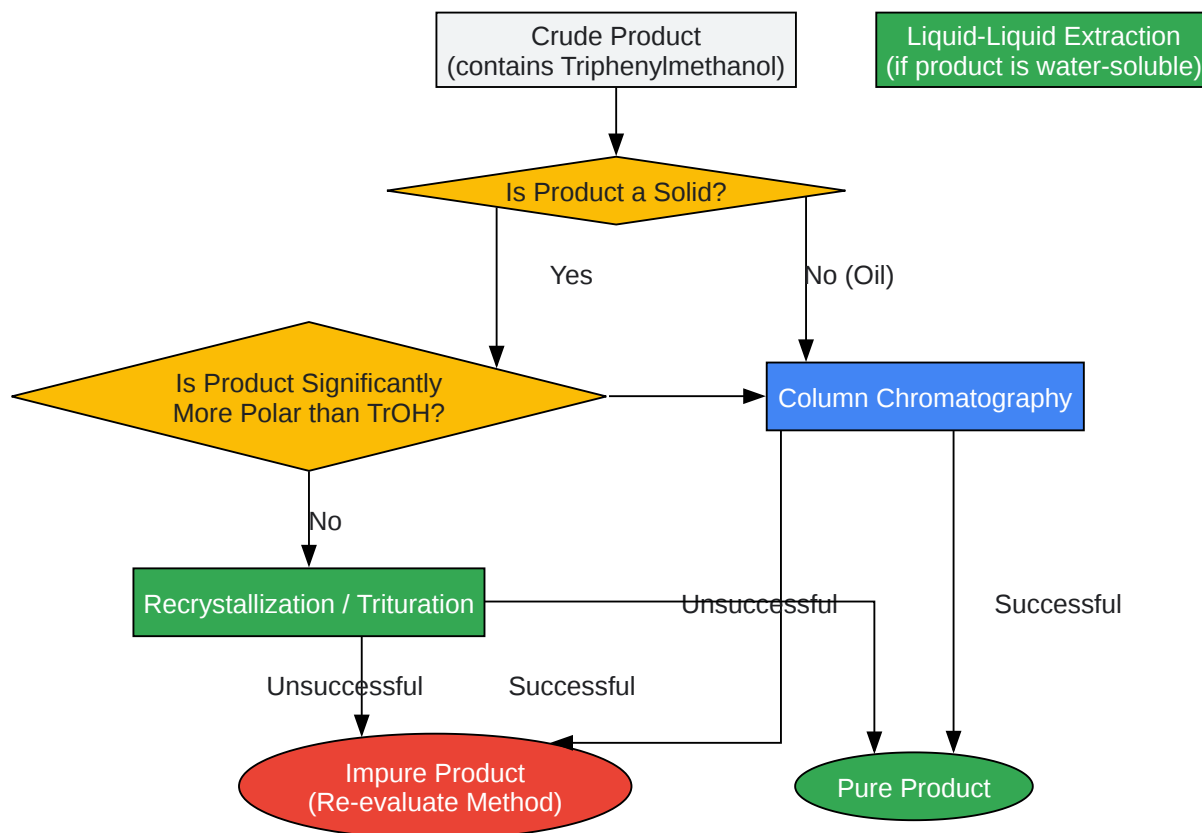 Crude Product
(contains Triphenylmethanol)
Liquid-Liquid Extraction
(if product is water-soluble)
Is Product a Solid?
Yes
No (Oil)
Is Product Significantly
More Polar than TrOH?
Column Chromatography
No
Recrystallization / Trituration
Unsuccessful
Successful
Unsuccessful
Successful
Impure Product
(Re-evaluate Method)
Pure Product